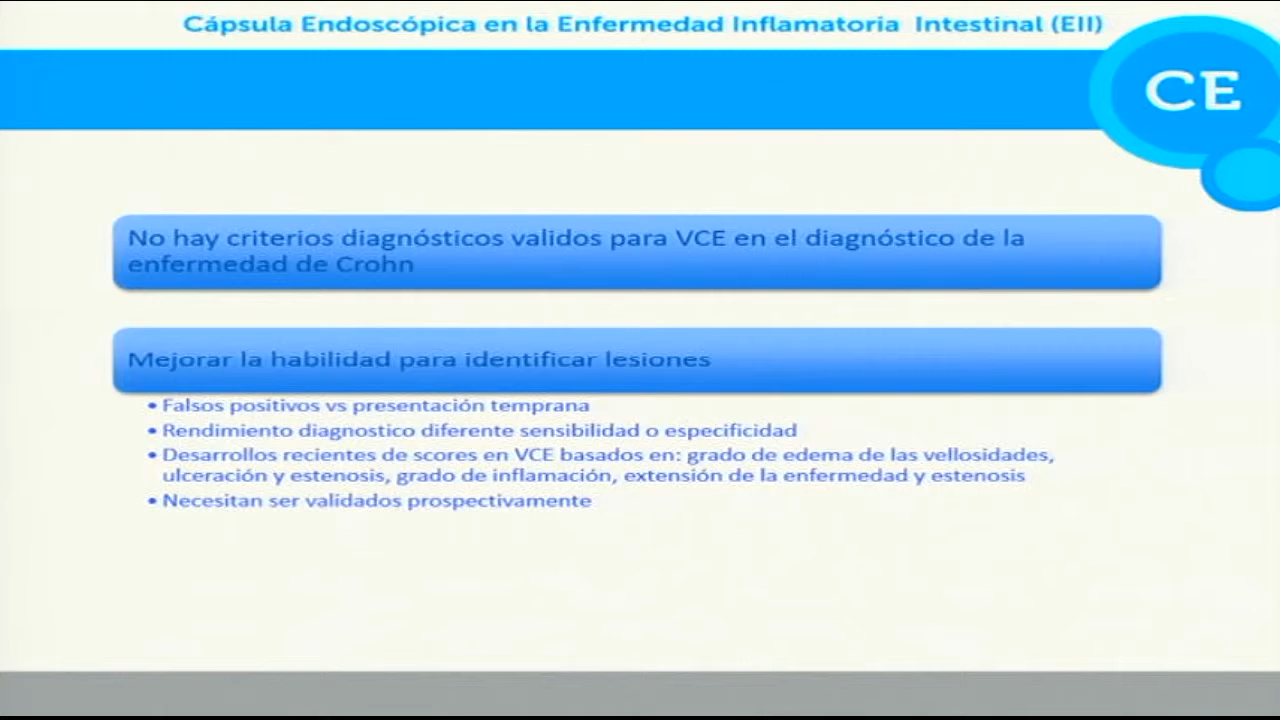 Cápsula Endoscópica en la Enfermedad Inflamatoria Intestinal (EII)
CE
No hay criterios diagnósticos validos para VCE en el diagnóstico de la
enfermedad de Crohn
Mejorar la habilidad para identificar lesiones
• Falsos positivos vs presentación temprana
• Rendimiento diagnostico diferente sensibilidad o especificidad
• Desarrollos recientes de scores en VCE basados en: grado de edema de las vellosidades,
ulceración y estenosis, grado de inflamación, extensión de la enfermedad y estenosis
• Necesitan ser validados prospectivamente